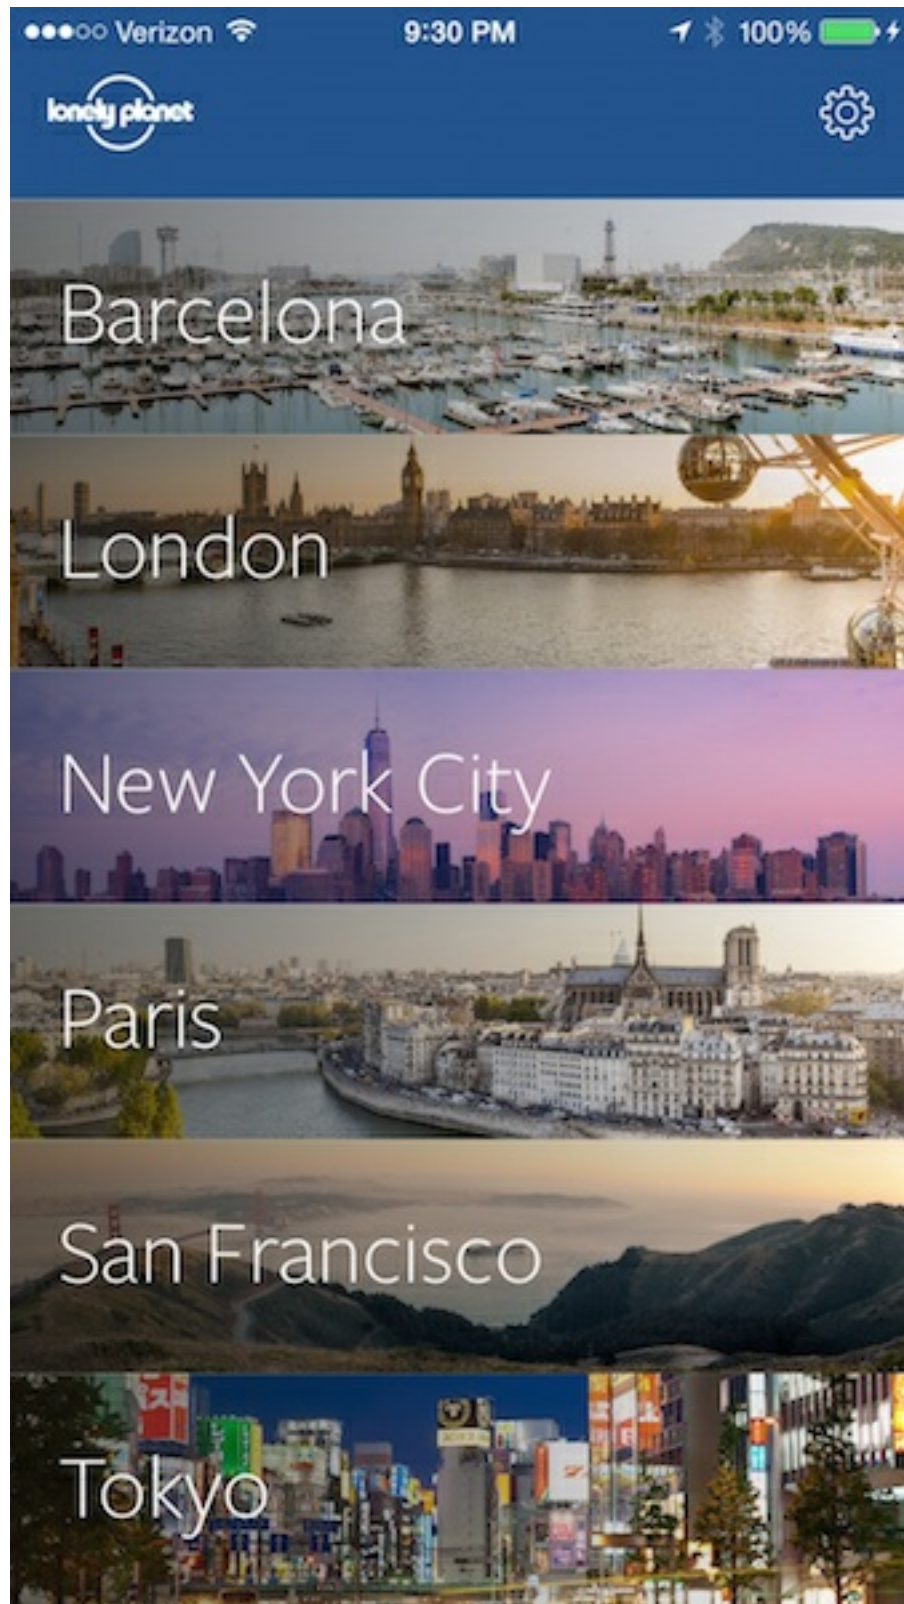 Verizon 9:30 PM 100%
lonely planet
Barcelona
London
New York City
Paris
San Francisco
Tokyo